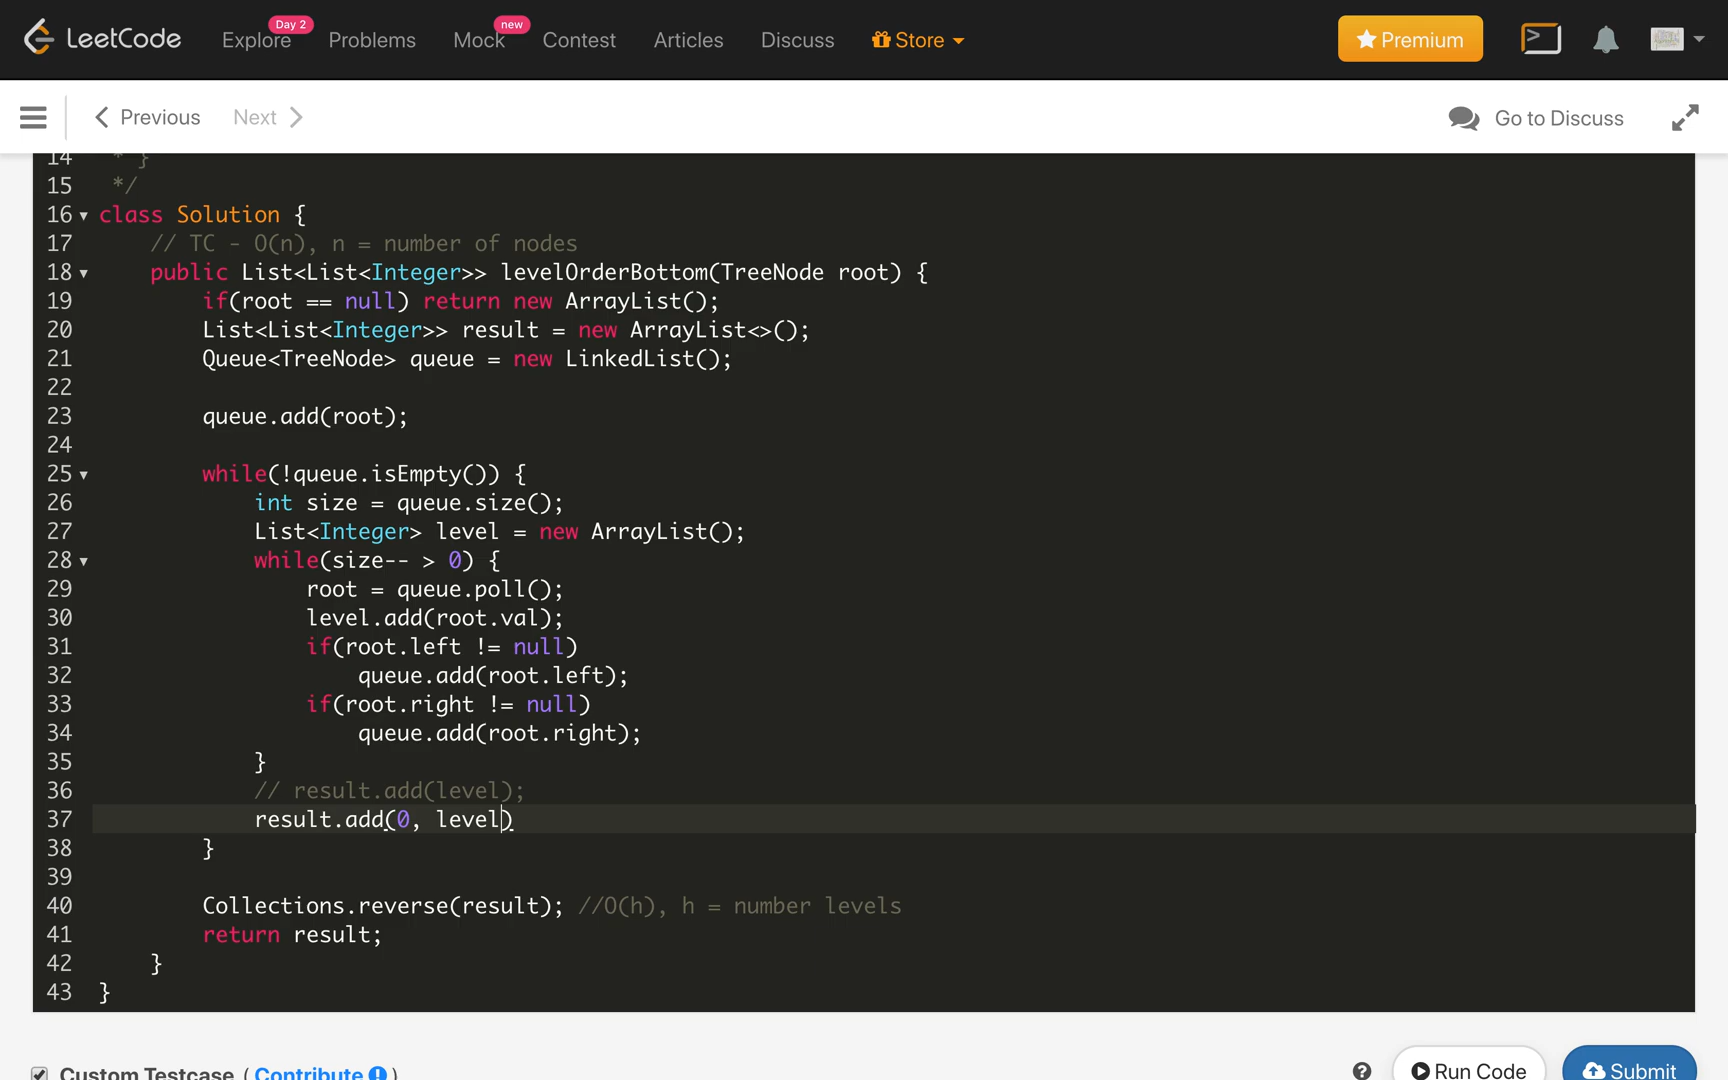 LeetCode Explore Day 2 Problems Mock new Contest Articles Discuss Store Premium
Previous Next Go to Discuss
14 * }
15 */
16 class Solution {
17 // TC - O(n), n = number of nodes
18 public List<List<Integer>> levelOrderBottom(TreeNode root) {
19 if(root == null) return new ArrayList();
20 List<List<Integer>> result = new ArrayList<>();
21 Queue<TreeNode> queue = new LinkedList();
22
23 queue.add(root);
24
25 while(!queue.isEmpty()) {
26 int size = queue.size();
27 List<Integer> level = new ArrayList();
28 while(size-- > 0) {
29 root = queue.poll();
30 level.add(root.val);
31 if(root.left != null)
32 queue.add(root.left);
33 if(root.right != null)
34 queue.add(root.right);
35 }
36 // result.add(level);
37 result.add(0, level)
38 }
39
40 Collections.reverse(result); //O(h), h = number levels
41 return result;
42 }
43 }
Custom Testcase ( Contribute ) Run Code Submit